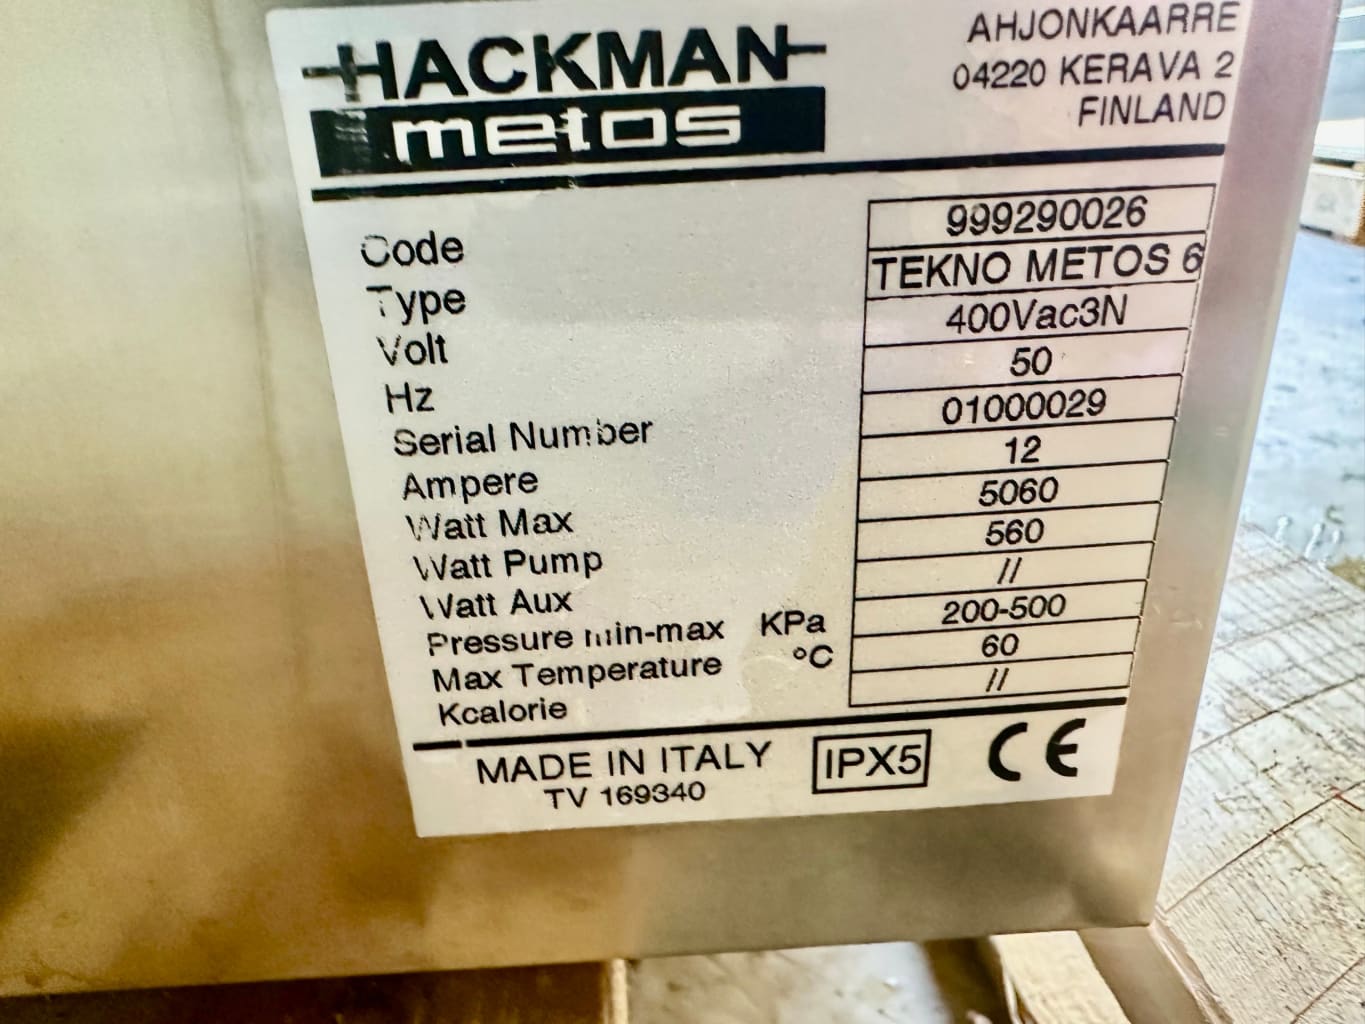 HACKMAN
metos
AHJONKAARRE
04220 KERAVA 2
FINLAND
Code 999290026
Type TEKNO METOS 6
Volt 400Vac3N
Hz 50
Serial Number 01000029
Ampere 12
Watt Max 5060
Watt Pump 560
Watt Aux //
Pressure min-max KPa 200-500
Max Temperature °C 60
Kcalorie //
MADE IN ITALY
TV 169340
IPX5
CE